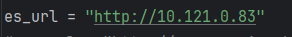 es_url = "http://10.121.0.83"